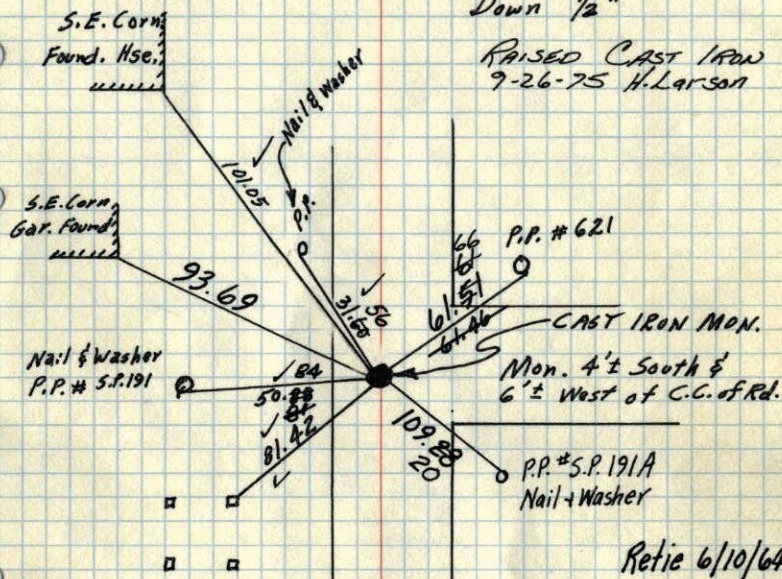 Down 1/2"
S.E. Corn.
Found. Hse.
RAISED CAST IRON
9-26-75 H. Larson
Nail & Washer
101.05
P.P.
S.E. Corn.
Gar. Found
93.69
66
61
P.P. # 621
61.51
61.46
56
31.60
CAST IRON MON.
Nail & Washer
P.P. # S.P. 191
84
50.88
81.42
Mon. 4'± South &
6'± West of C.C. of Rd.
109.88
20
P.P. # S.P. 191A
Nail + Washer
Retie 6/10/64